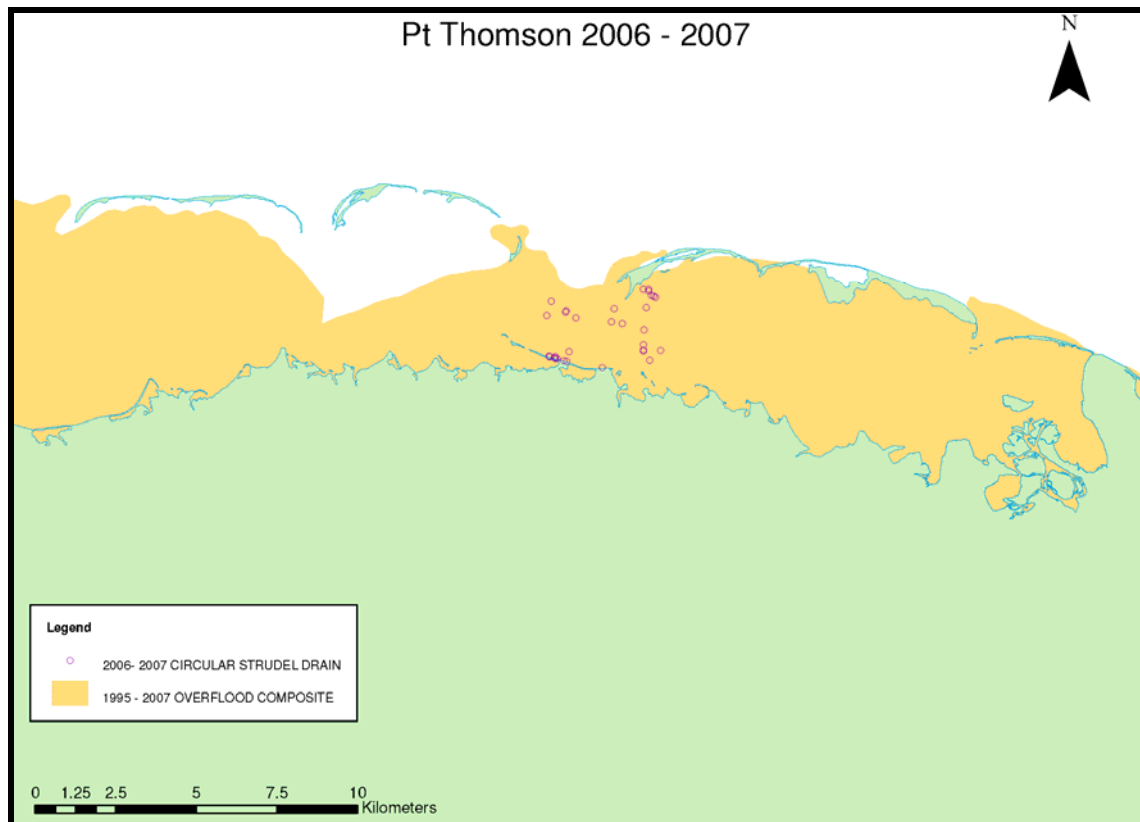 Pt Thomson 2006 - 2007
N
Legend
2006- 2007 CIRCULAR STRUDEL DRAIN
1995 - 2007 OVERFLOOD COMPOSITE
0 1.25 2.5 5 7.5 10
Kilometers